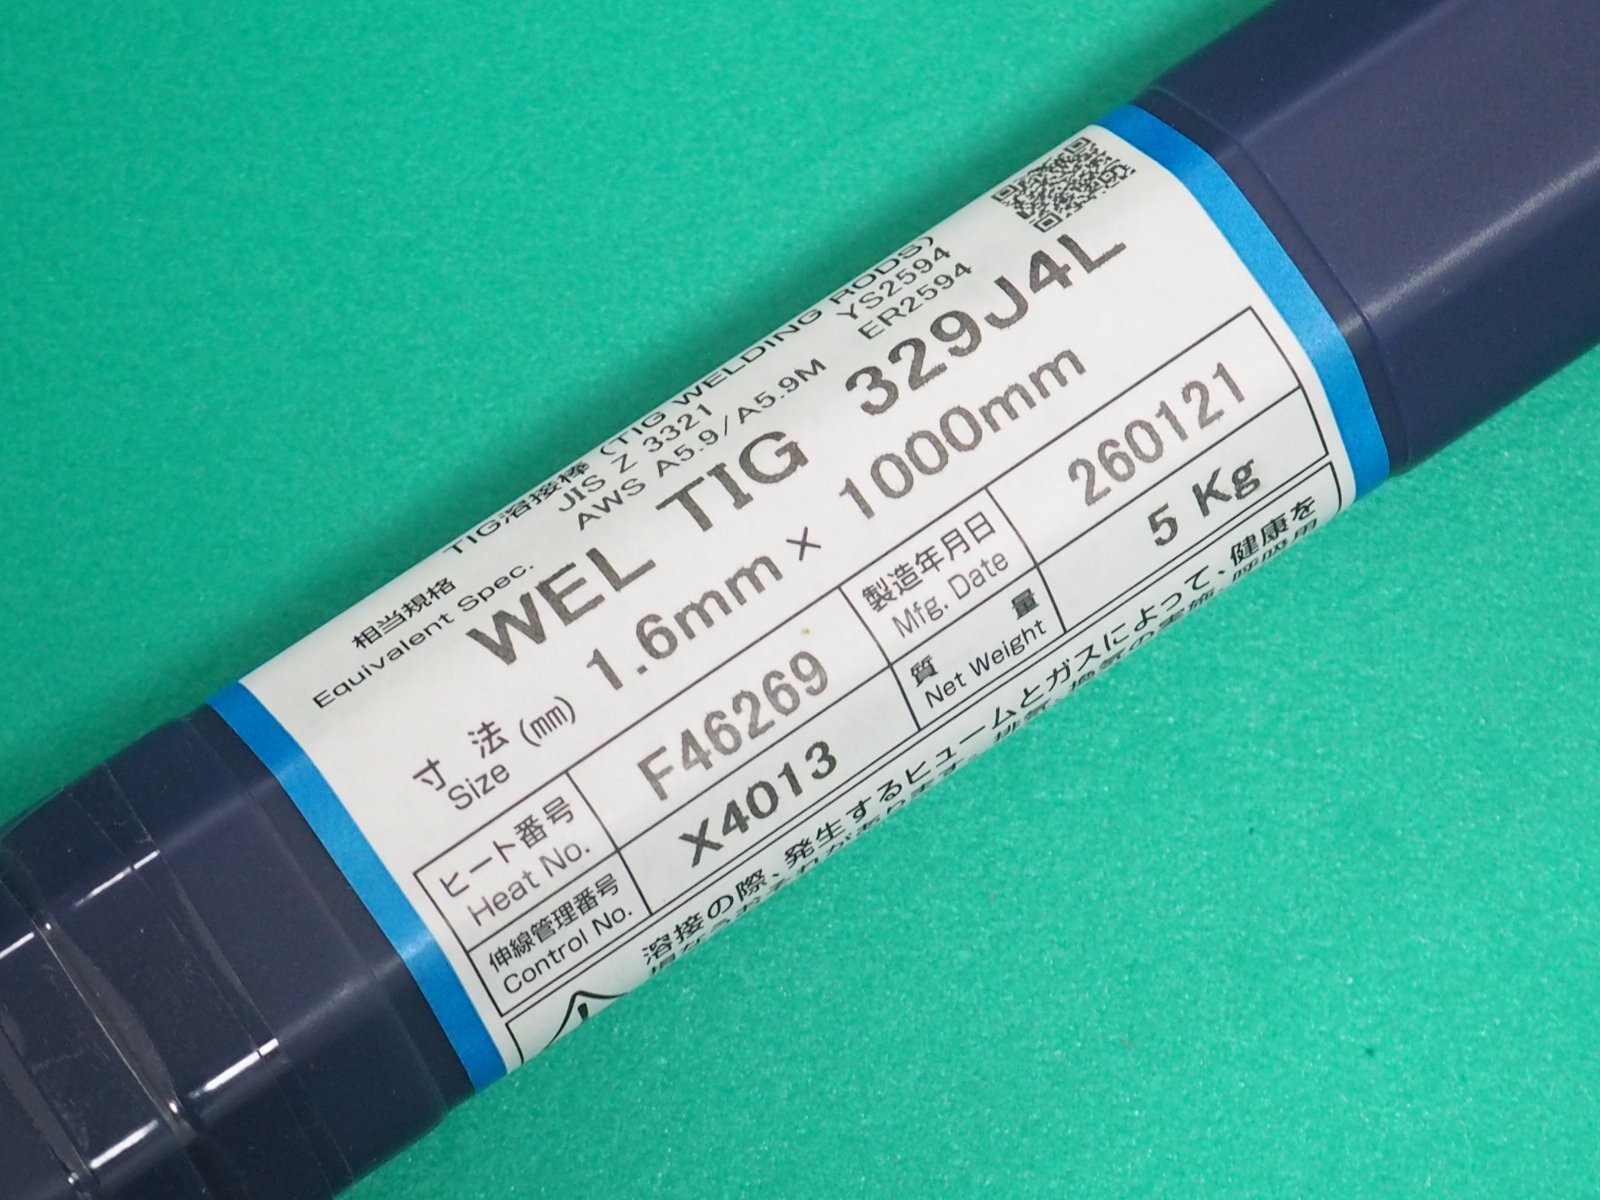 TIG溶接棒 (TIG WELDING RODS)
相当規格 JIS Z 3321 YS2594
Equivalent Spec. AWS A5.9/A5.9M ER2594
WEL TIG 329J4L
寸法 (mm) 1.6mm × 1000mm
Size
ヒート番号 F46269 製造年月日 260121
Heat No. Mfg. Date
伸線管理番号 X4013 質量 5 Kg
Control No. Net Weight
溶接の際、発生するヒュームとガスによって、健康を